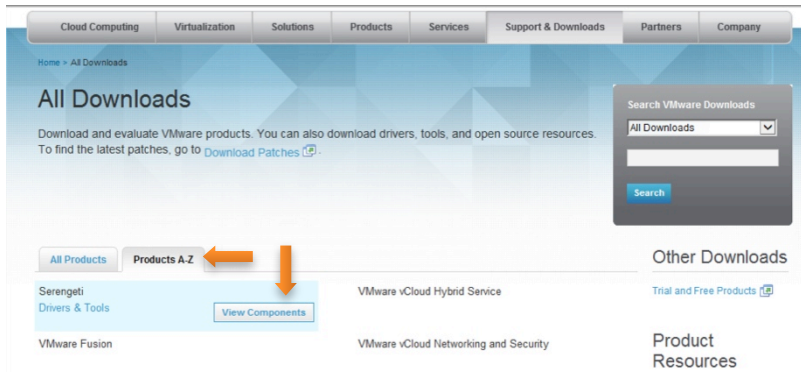 Cloud Computing
Virtualization
Solutions
Products
Services
Support & Downloads
Partners
Company
Home > All Downloads
All Downloads
Download and evaluate VMware products. You can also download drivers, tools, and open source resources.
To find the latest patches, go to Download Patches .
Search VMware Downloads
All Downloads
Search
All Products
Products A-Z
Serengeti
Drivers & Tools
View Components
VMware vCloud Hybrid Service
VMware Fusion
VMware vCloud Networking and Security
Other Downloads
Trial and Free Products
Product
Resources